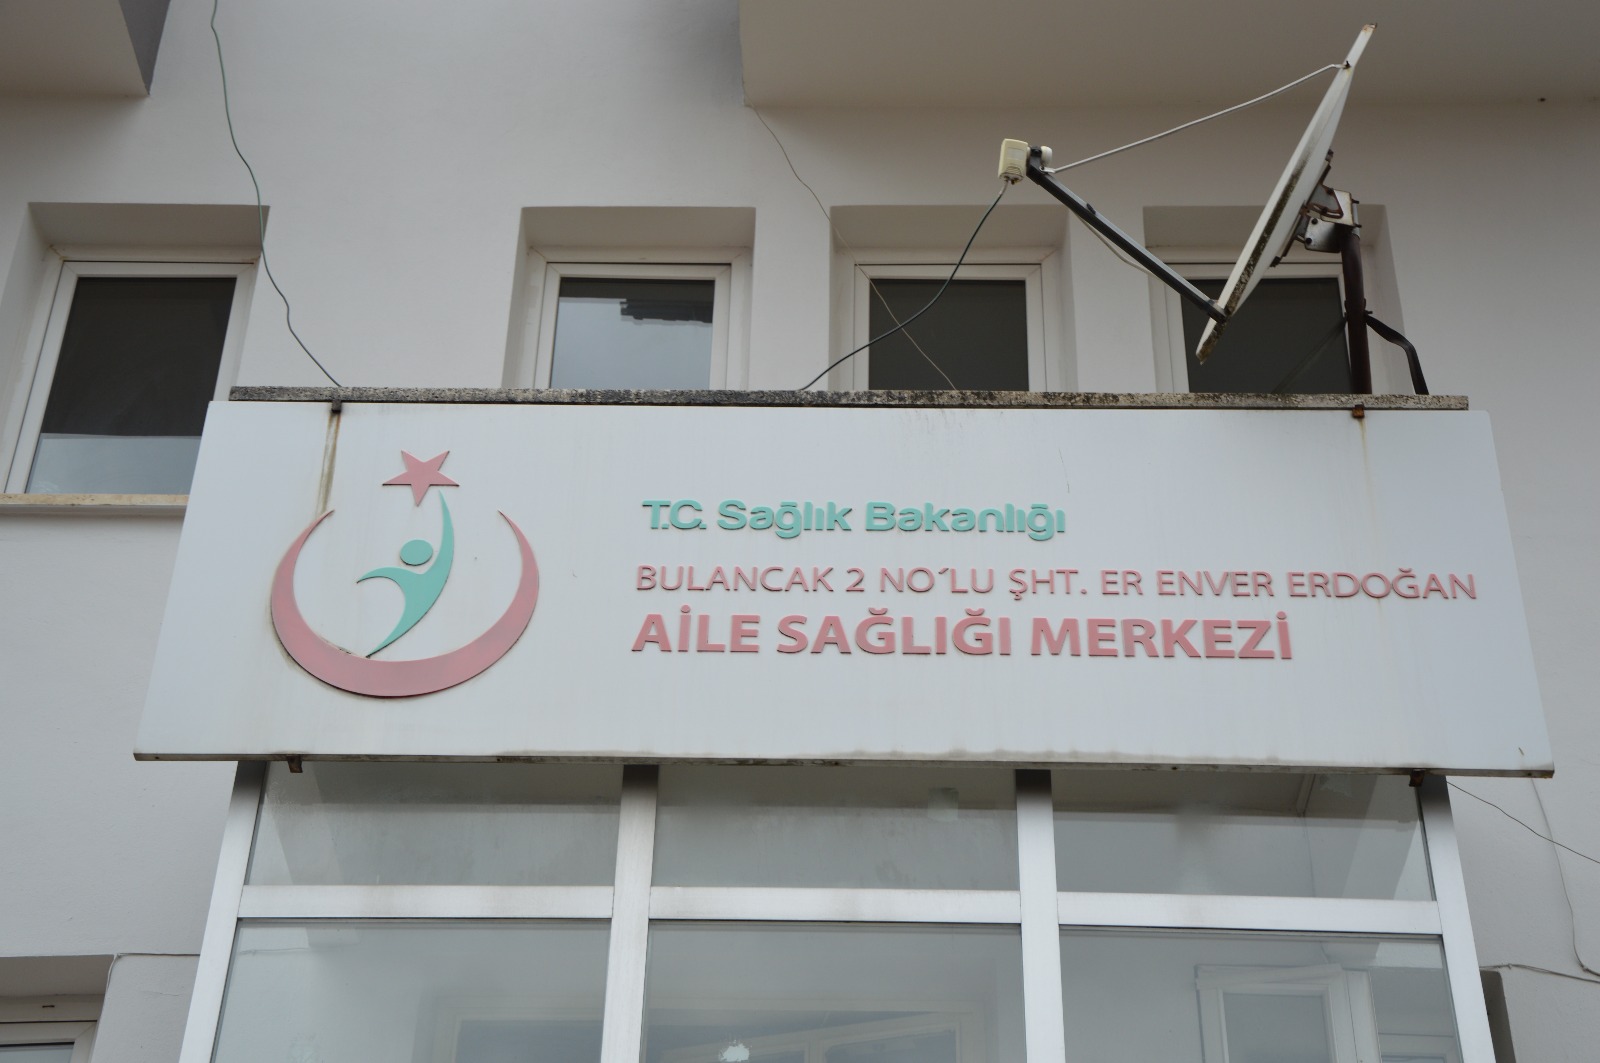 T.C. Sağlık Bakanlığı
BULANCAK 2 NO´LU ŞHT. ER ENVER ERDOĞAN
AİLE SAĞLIĞI MERKEZİ